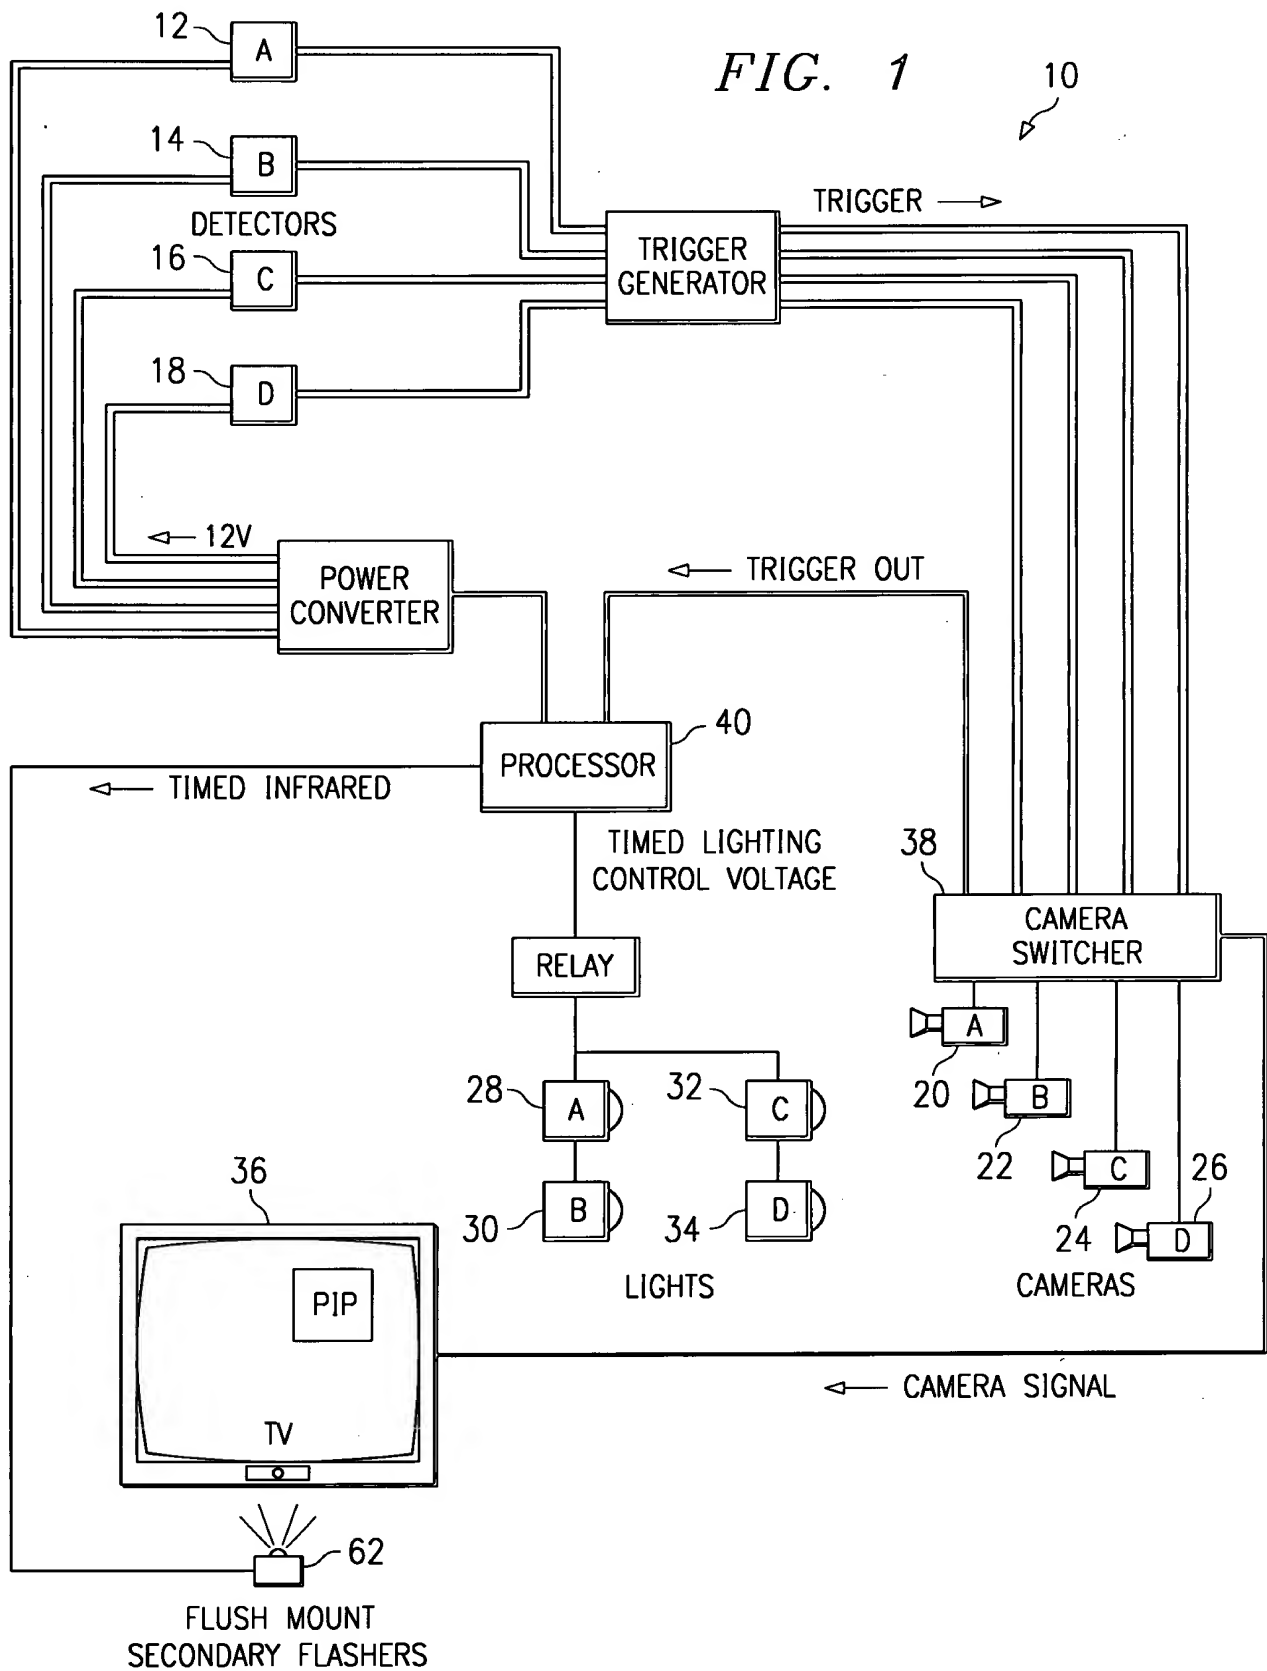 FIG. 1
10
12
A
14
B
DETECTORS
16
C
18
D
TRIGGER
TRIGGER
GENERATOR
12V
POWER
CONVERTER
TRIGGER OUT
40
PROCESSOR
TIMED INFRARED
TIMED LIGHTING
CONTROL VOLTAGE
38
CAMERA
SWITCHER
RELAY
A
20
28
A
32
C
B
22
30
B
34
D
C
24
26
D
LIGHTS
CAMERAS
36
PIP
TV
CAMERA SIGNAL
62
FLUSH MOUNT
SECONDARY FLASHERS